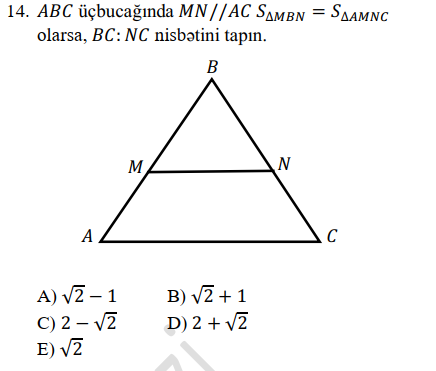 14. ABC üçbucağında MN//AC S△MBN = S△AMNC
olarsa, BC: NC nisbətini tapın.
B
M N
A C
A) √2 − 1 B) √2 + 1
C) 2 − √2 D) 2 + √2
E) √2